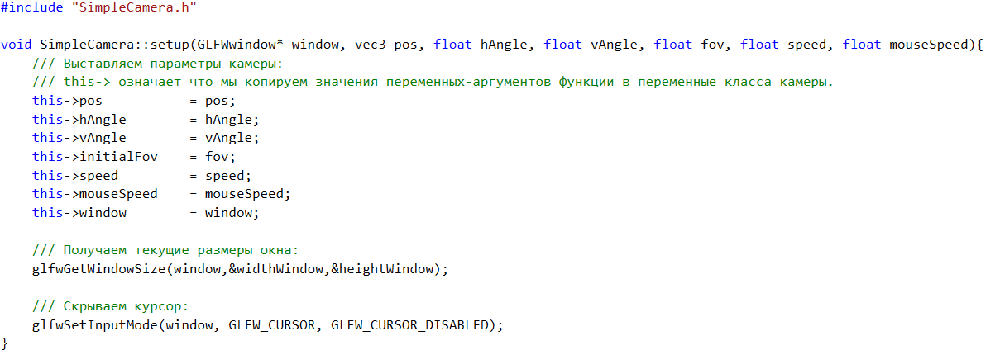 #include "SimpleCamera.h"
void SimpleCamera::setup(GLFWwindow* window, vec3 pos, float hAngle, float vAngle, float fov, float speed, float mouseSpeed){
/// Выставляем параметры камеры:
/// this-> означает что мы копируем значения переменных-аргументов функции в переменные класса камеры.
this->pos = pos;
this->hAngle = hAngle;
this->vAngle = vAngle;
this->initialFov = fov;
this->speed = speed;
this->mouseSpeed = mouseSpeed;
this->window = window;
/// Получаем текущие размеры окна:
glfwGetWindowSize(window,&widthWindow,&heightWindow);
/// Скрываем курсор:
glfwSetInputMode(window, GLFW_CURSOR, GLFW_CURSOR_DISABLED);
}